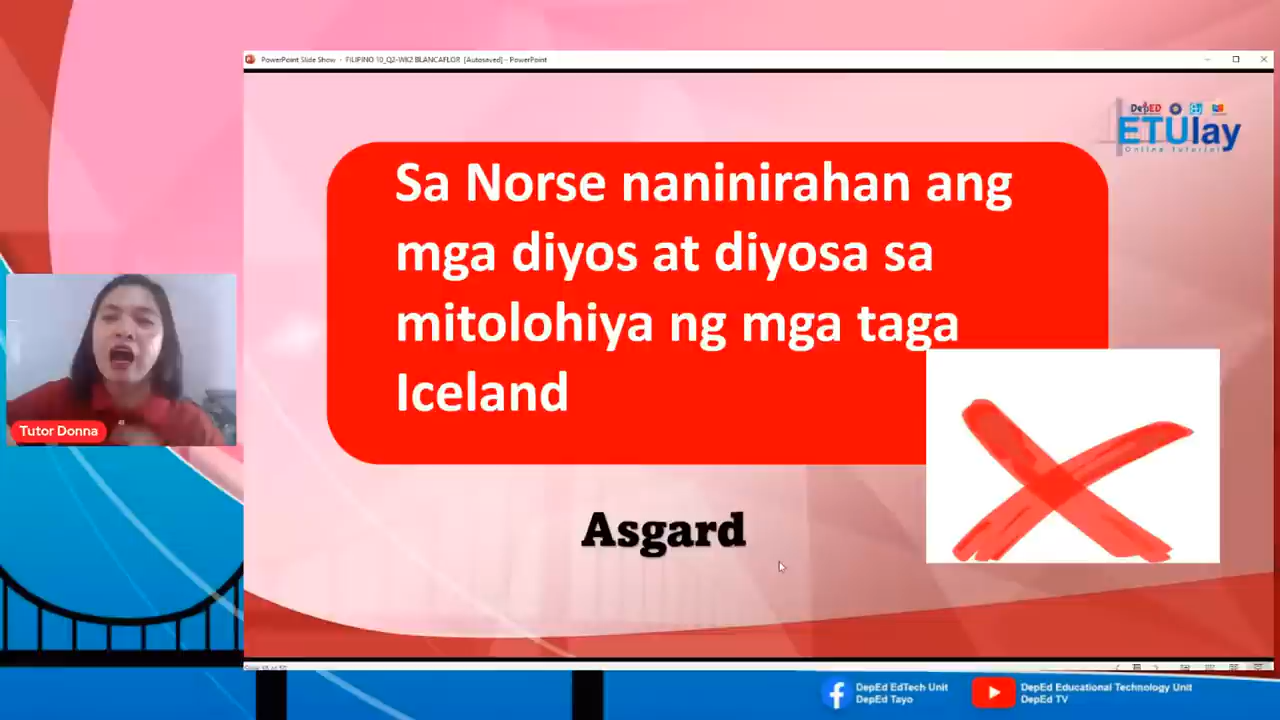 PowerPoint Slide Show - FILIPINO 10_Q2-WK2 BLANCAFLOR [Autosaved] - PowerPoint
DepED
ETUlay
Online Tutorial
Sa Norse naninirahan ang
mga diyos at diyosa sa
mitolohiya ng mga taga
Iceland
Asgard
Tutor Donna
DepEd EdTech Unit
DepEd Tayo
DepEd Educational Technology Unit
DepEd TV